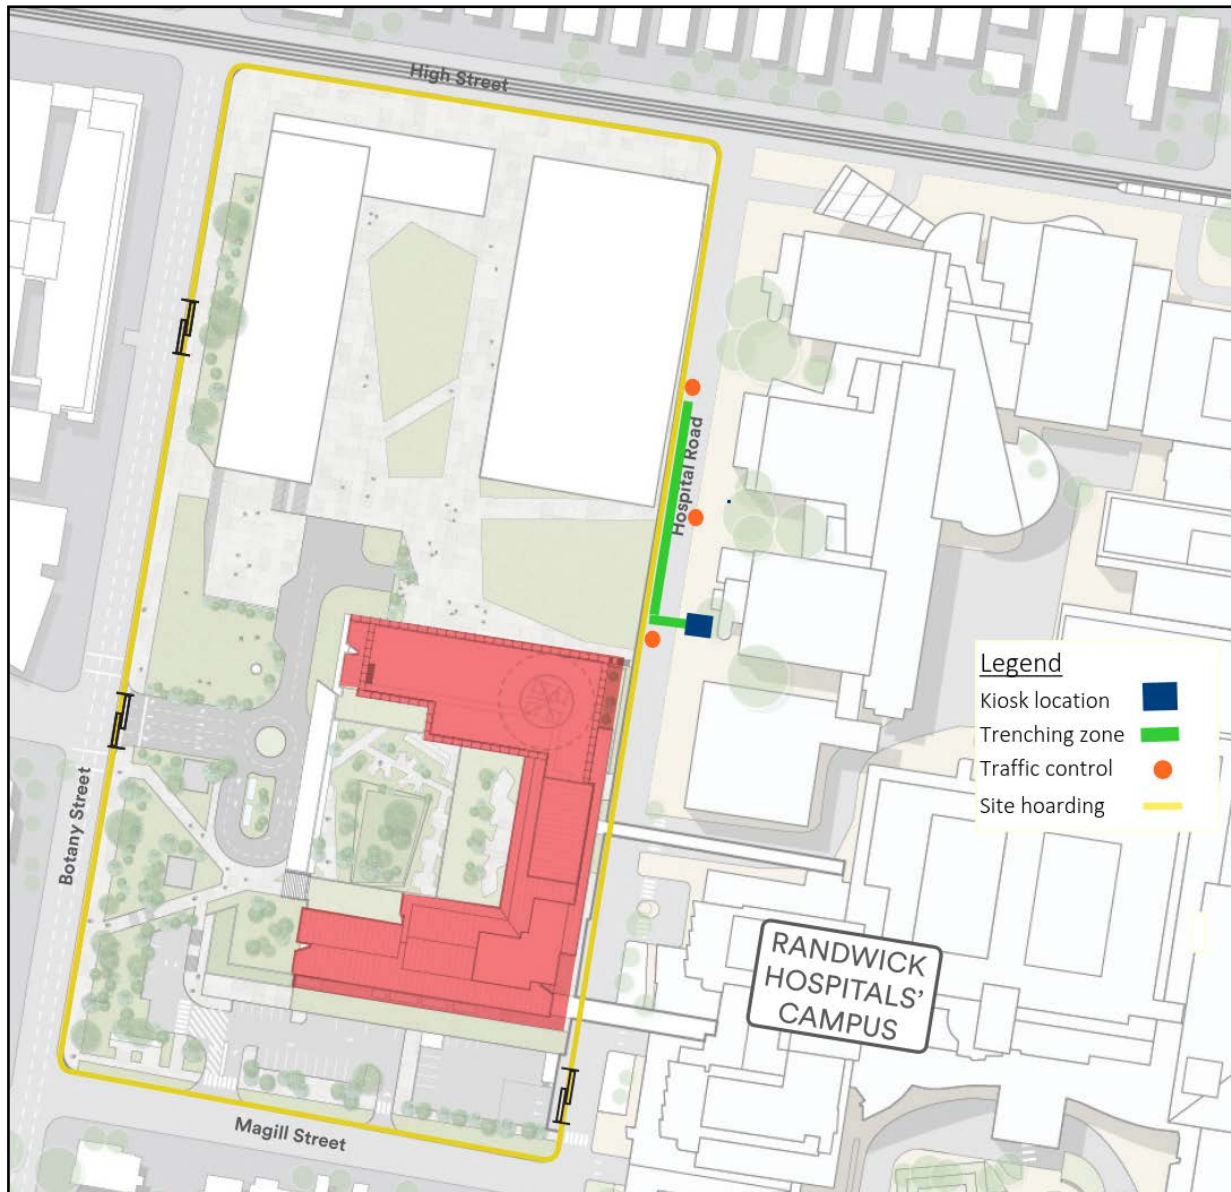 High Street
Hospital Road
Legend
Kiosk location
Trenching zone
Traffic control
Site hoarding
Botany Street
RANDWICK
HOSPITALS'
CAMPUS
Magill Street